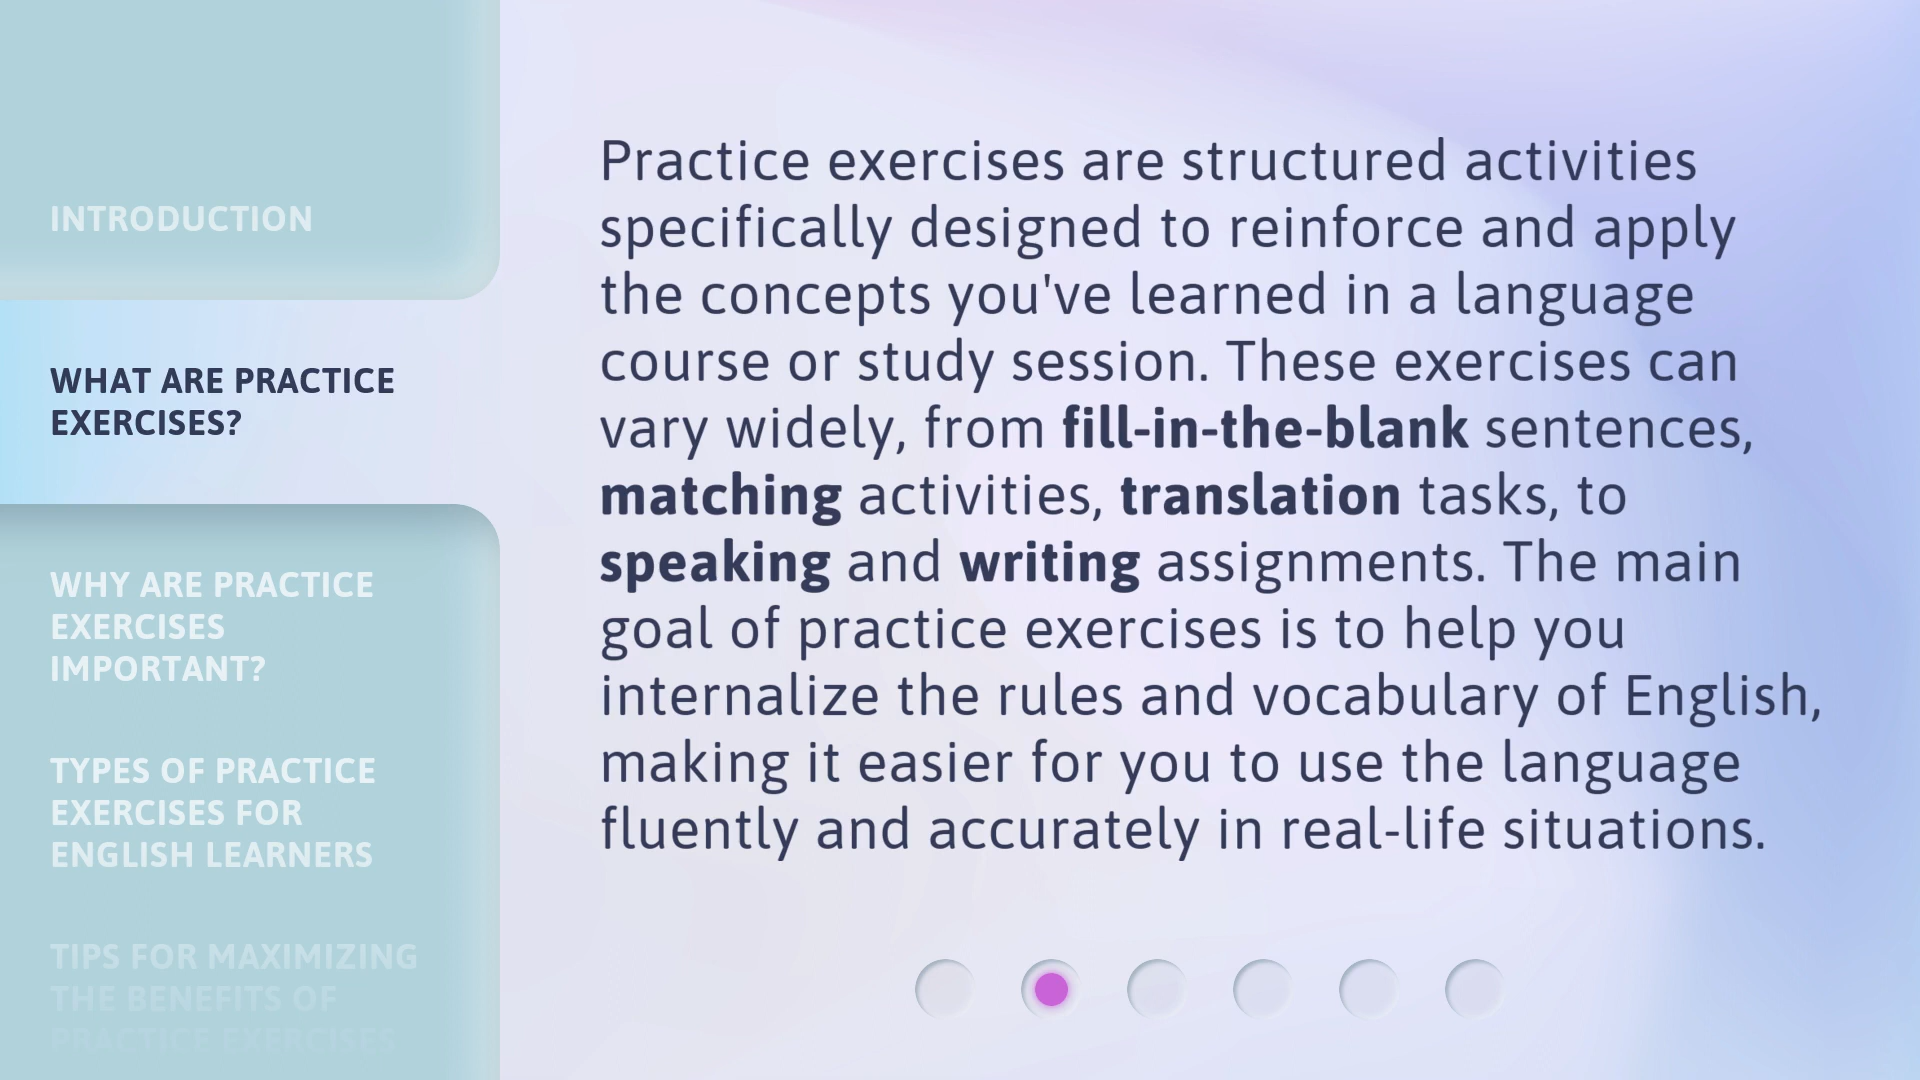 INTRODUCTION
WHAT ARE PRACTICE
EXERCISES?
WHY ARE PRACTICE
EXERCISES
IMPORTANT?
TYPES OF PRACTICE
EXERCISES FOR
ENGLISH LEARNERS
TIPS FOR MAXIMIZING
THE BENEFITS OF
PRACTICE EXERCISES
Practice exercises are structured activities
specifically designed to reinforce and apply
the concepts you've learned in a language
course or study session. These exercises can
vary widely, from fill-in-the-blank sentences,
matching activities, translation tasks, to
speaking and writing assignments. The main
goal of practice exercises is to help you
internalize the rules and vocabulary of English,
making it easier for you to use the language
fluently and accurately in real-life situations.